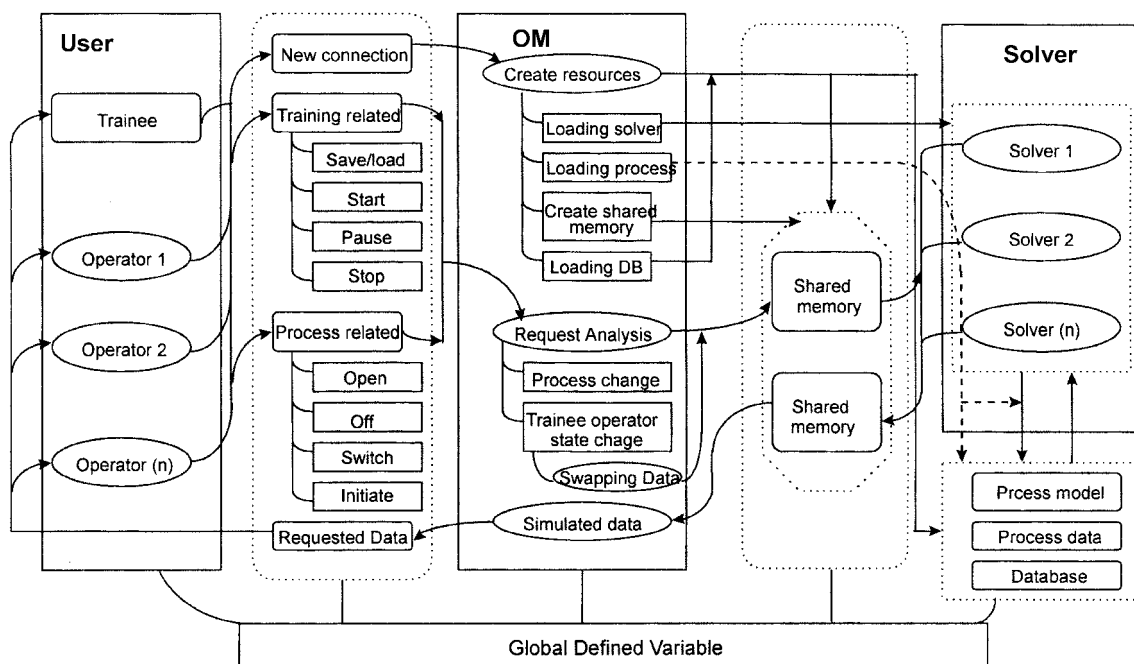 User
Trainee
Operator 1
Operator 2
Operator (n)
New connection
Training related
Save/load
Start
Pause
Stop
Process related
Open
Off
Switch
Initiate
Requested Data
OM
Create resources
Loading solver
Loading process
Create shared
memory
Loading DB
Request Analysis
Process change
Trainee operator
state chage
Swapping Data
Simulated data
Shared
memory
Shared
memory
Solver
Solver 1
Solver 2
Solver (n)
Prcess model
Process data
Database
Global Defined Variable